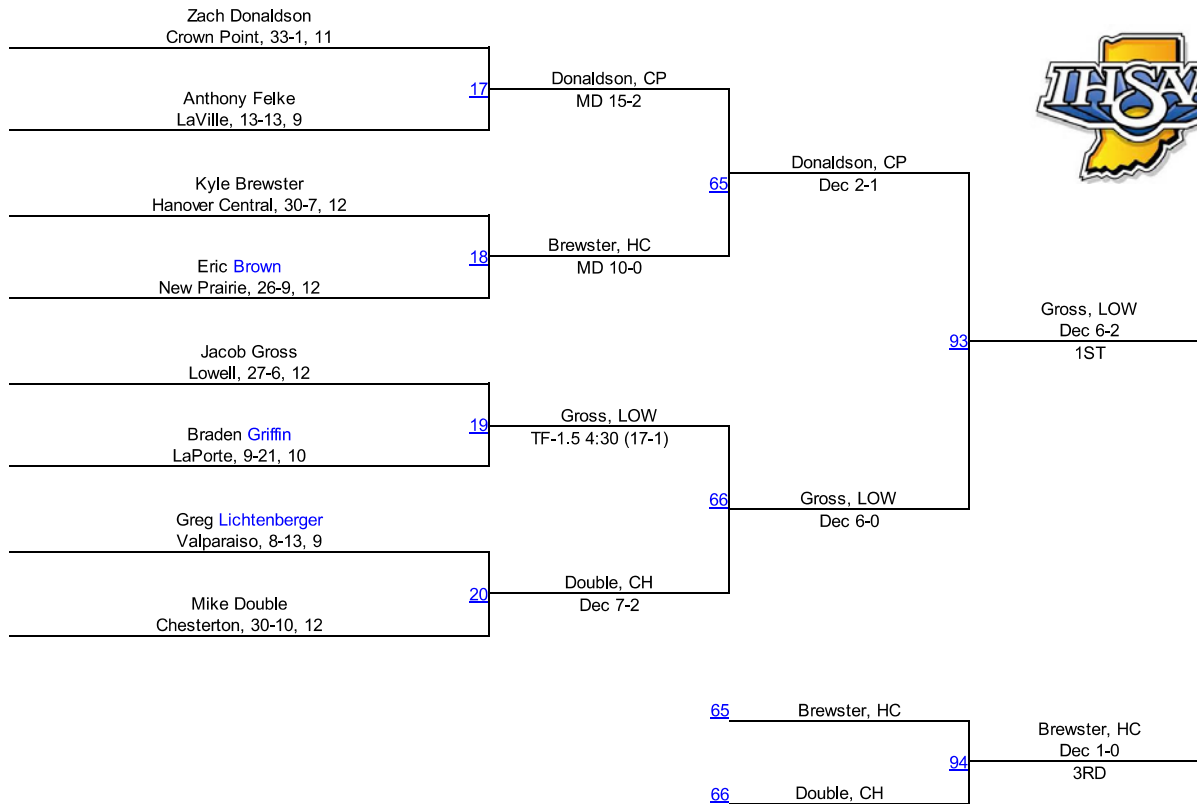 Zach Donaldson
Crown Point, 33-1, 11
17
Anthony Felke
LaVille, 13-13, 9
Donaldson, CP
MD 15-2
IHSAA
Kyle Brewster
Hanover Central, 30-7, 12
18
Eric Brown
New Prairie, 26-9, 12
Brewster, HC
MD 10-0
65
Donaldson, CP
Dec 2-1
Jacob Gross
Lowell, 27-6, 12
19
Braden Griffin
LaPorte, 9-21, 10
Gross, LOW
TF-1.5 4:30 (17-1)
93
Gross, LOW
Dec 6-2
1ST
Greg Lichtenberger
Valparaiso, 8-13, 9
20
Mike Double
Chesterton, 30-10, 12
Double, CH
Dec 7-2
66
Gross, LOW
Dec 6-0
65
Brewster, HC
94
66
Double, CH
Brewster, HC
Dec 1-0
3RD